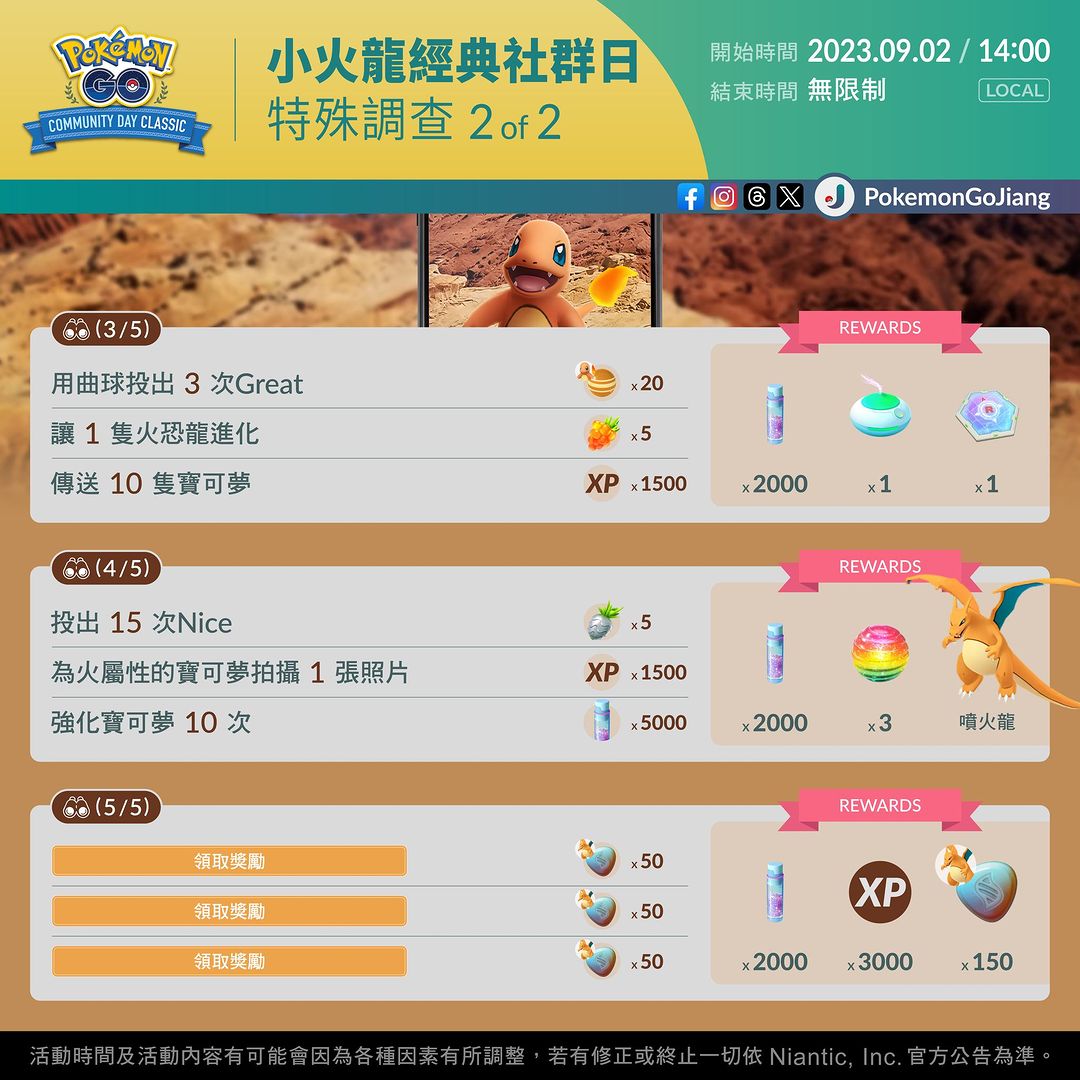 POKÉMON
GO
COMMUNITY DAY CLASSIC
小火龍經典社群日
特殊調查 2 of 2
開始時間 2023.09.02 / 14:00
結束時間 無限制
LOCAL
PokemonGoJiang
(3/5)
REWARDS
用曲球投出 3 次Great
x20
讓 1 隻火恐龍進化
x5
傳送 10 隻寶可夢
XP x1500
R
x2000
x1
x1
(4/5)
REWARDS
投出 15 次Nice
x5
為火屬性的寶可夢拍攝 1 張照片
XP x1500
強化寶可夢 10 次
x5000
x2000
x3
噴火龍
(5/5)
REWARDS
領取獎勵
x50
領取獎勵
x50
領取獎勵
x50
XP
x2000
x3000
x150
活動時間及活動內容有可能會因為各種因素有所調整，若有修正或終止一切依 Niantic, Inc. 官方公告為準。